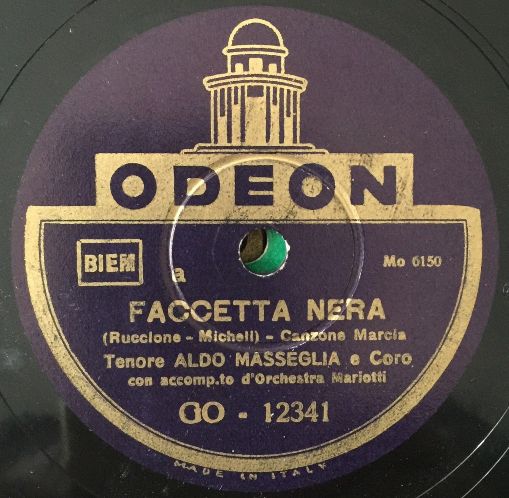 ODEON
BIEM
a
Mo 6150
FACCETTA NERA
(Ruccione - Micheli) - Canzone Marcia
Tenore ALDO MASSEGLIA e Coro
con accomp.to d'Orchestra Mariotti
GO - 12341
MADE IN ITALY